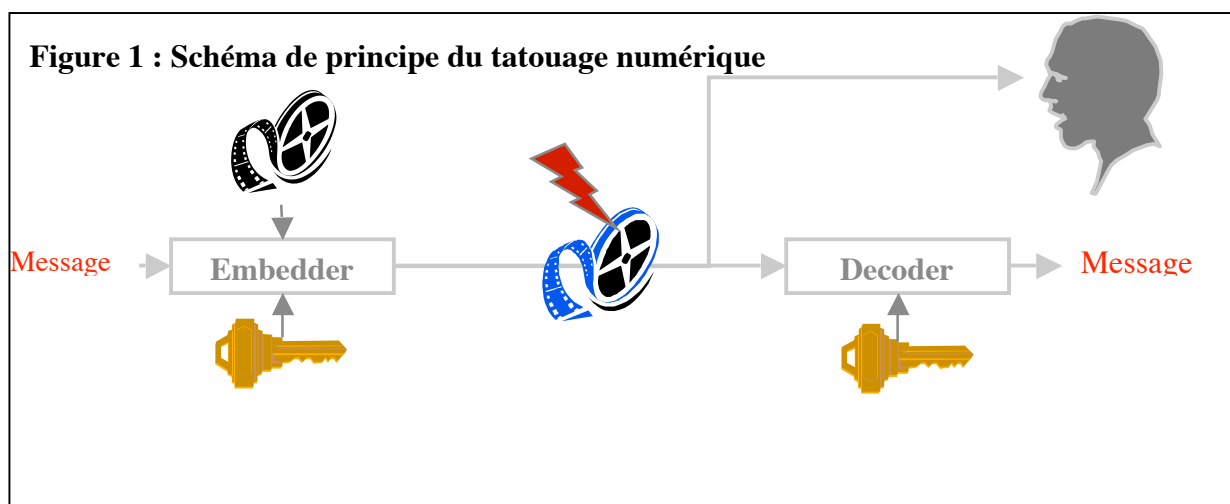 Figure 1 : Schéma de principe du tatouage numérique
Message
Embedder
Decoder
Message